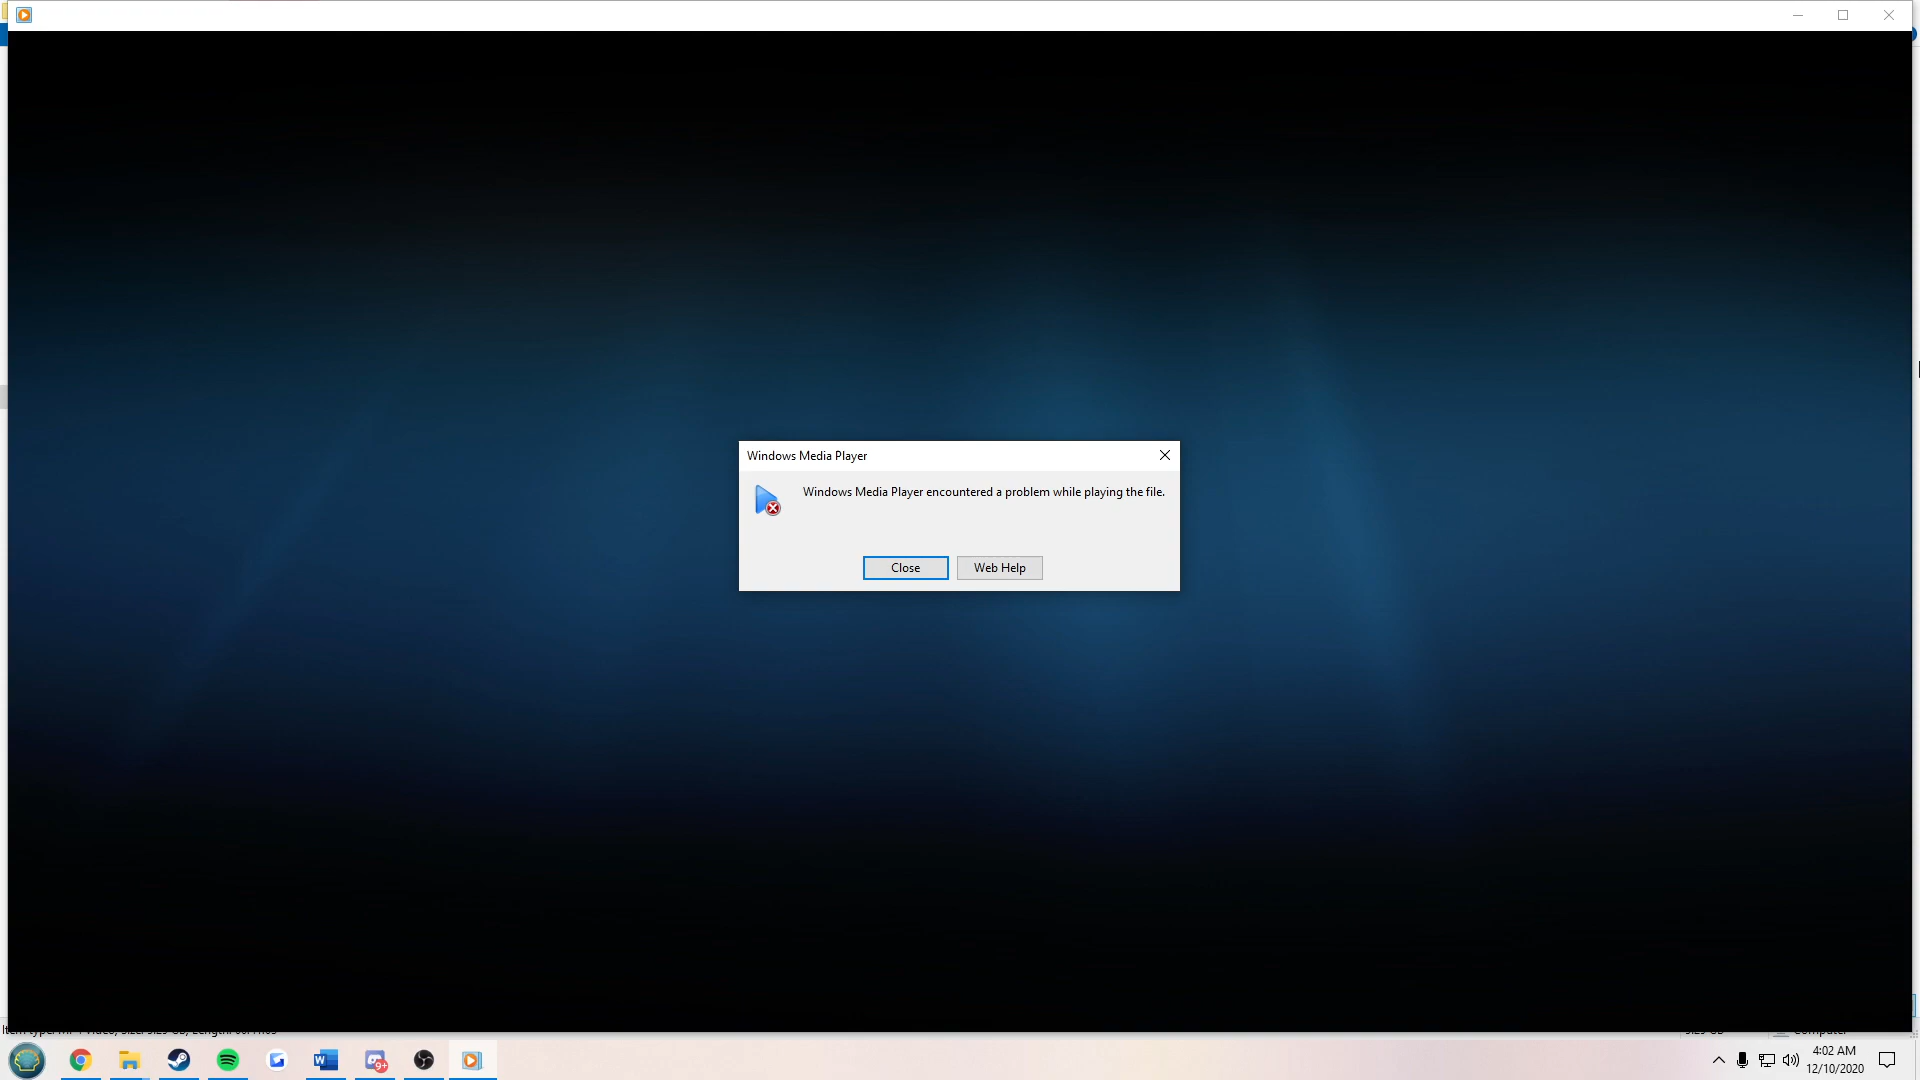 Windows Media Player
Windows Media Player encountered a problem while playing the file.
Close
Web Help
4:02 AM
12/10/2020
9+
W